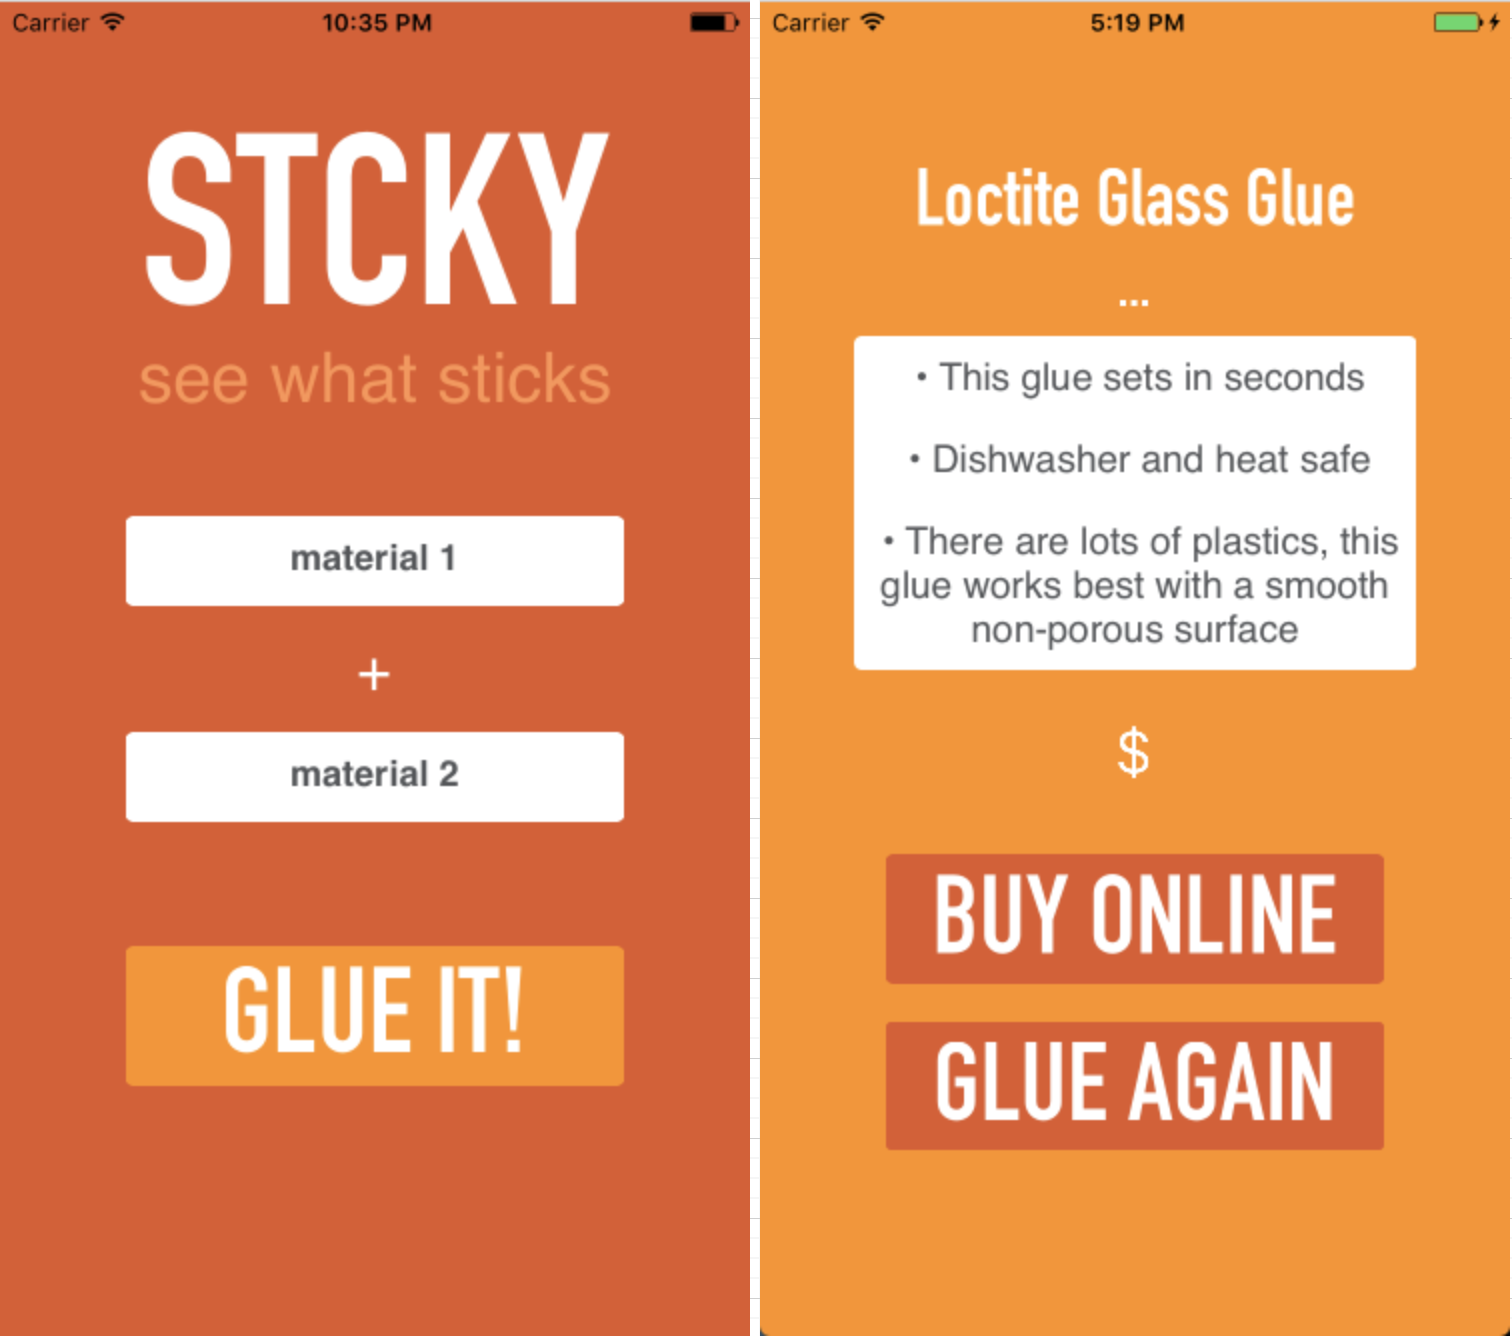 Carrier 10:35 PM
STCKY
see what sticks
material 1
+
material 2
GLUE IT!
Carrier 5:19 PM
Loctite Glass Glue
...
• This glue sets in seconds
• Dishwasher and heat safe
• There are lots of plastics, this
glue works best with a smooth
non-porous surface
$
BUY ONLINE
GLUE AGAIN